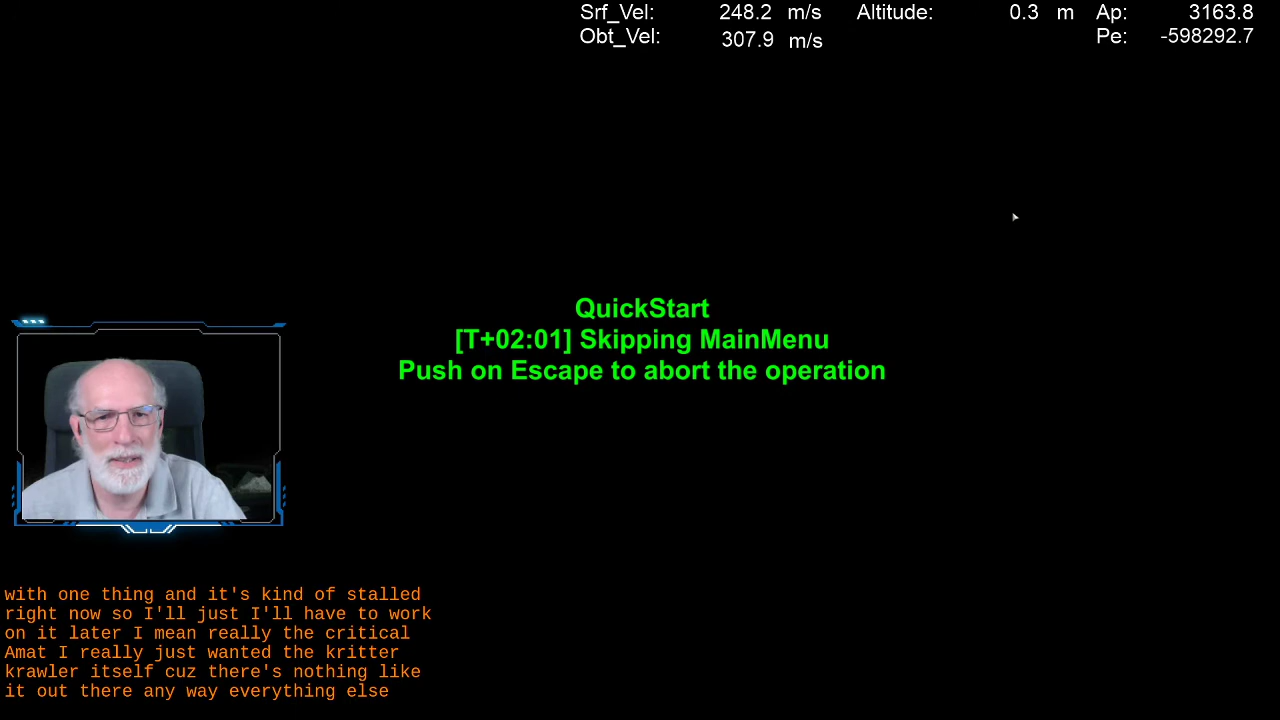 Srf_Vel: 248.2 m/s Altitude: 0.3 m Ap: 3163.8
Obt_Vel: 307.9 m/s Pe: -598292.7
QuickStart
[T+02:01] Skipping MainMenu
Push on Escape to abort the operation
with one thing and it's kind of stalled
right now so I'll just I'll have to work
on it later I mean really the critical
Amat I really just wanted the kritter
krawler itself cuz there's nothing like
it out there any way everything else